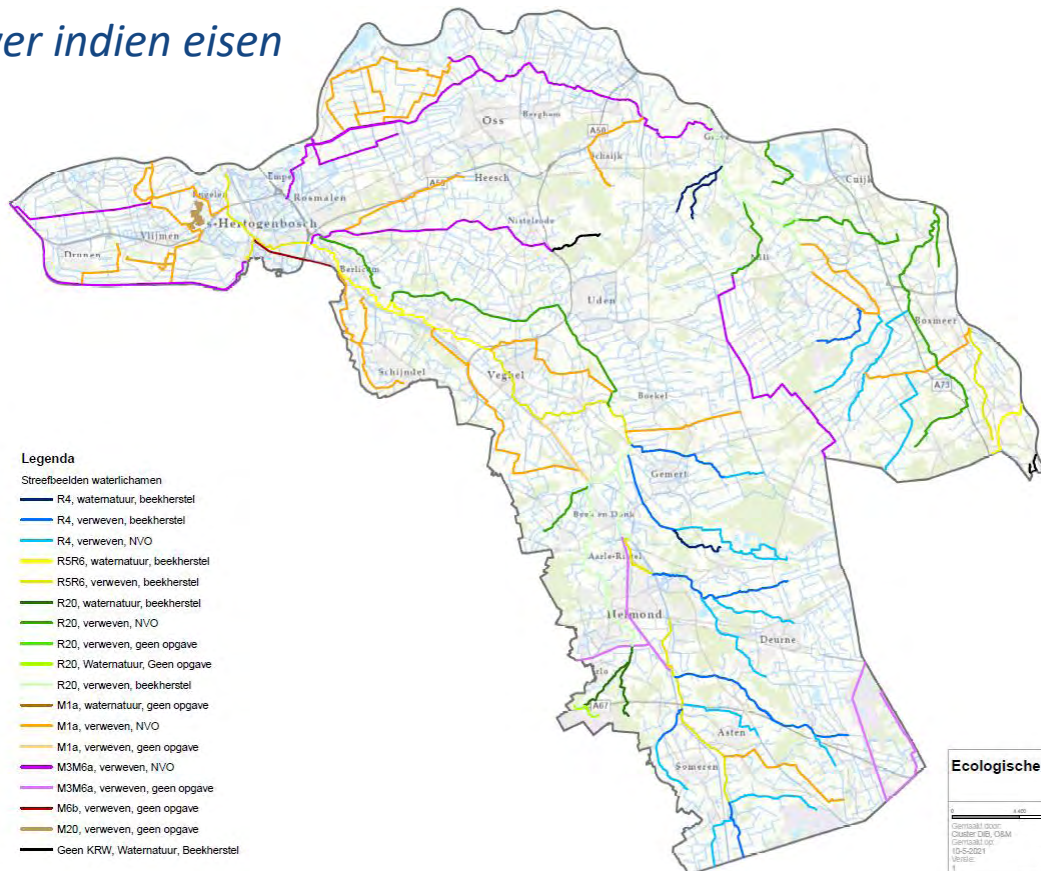 ver indien eisen
Oss
Berghem
Grave
A50
Schaijk
Cuijk
Empel
Heesch
Rosmalen
Engelen
Nistelrode
s-Hertogenbosch
Vlijmen
Drunen
Mill
Berlicum
Uden
Boxmeer
Schijndel
Veghel
A73
Boekel
Gemert
Beek en Donk
Aarle-Rixtel
Helmond
Deurne
A67
Asten
Someren
Legenda
Streefbeelden waterlichamen
R4, waternatuur, beekherstel
R4, verweven, beekherstel
R4, verweven, NVO
R5R6, waternatuur, beekherstel
R5R6, verweven, beekherstel
R20, waternatuur, beekherstel
R20, verweven, NVO
R20, verweven, geen opgave
R20, Waternatuur, Geen opgave
R20, verweven, beekherstel
M1a, waternatuur, geen opgave
M1a, verweven, NVO
M1a, verweven, geen opgave
M3M6a, verweven, NVO
M3M6a, verweven, geen opgave
M6b, verweven, geen opgave
M20, verweven, geen opgave
Geen KRW, Waternatuur, Beekherstel
Ecologische
0
Gemaakt door:
Cluster DIB, O&M
Gemaakt op:
10-5-2021
Versie:
1